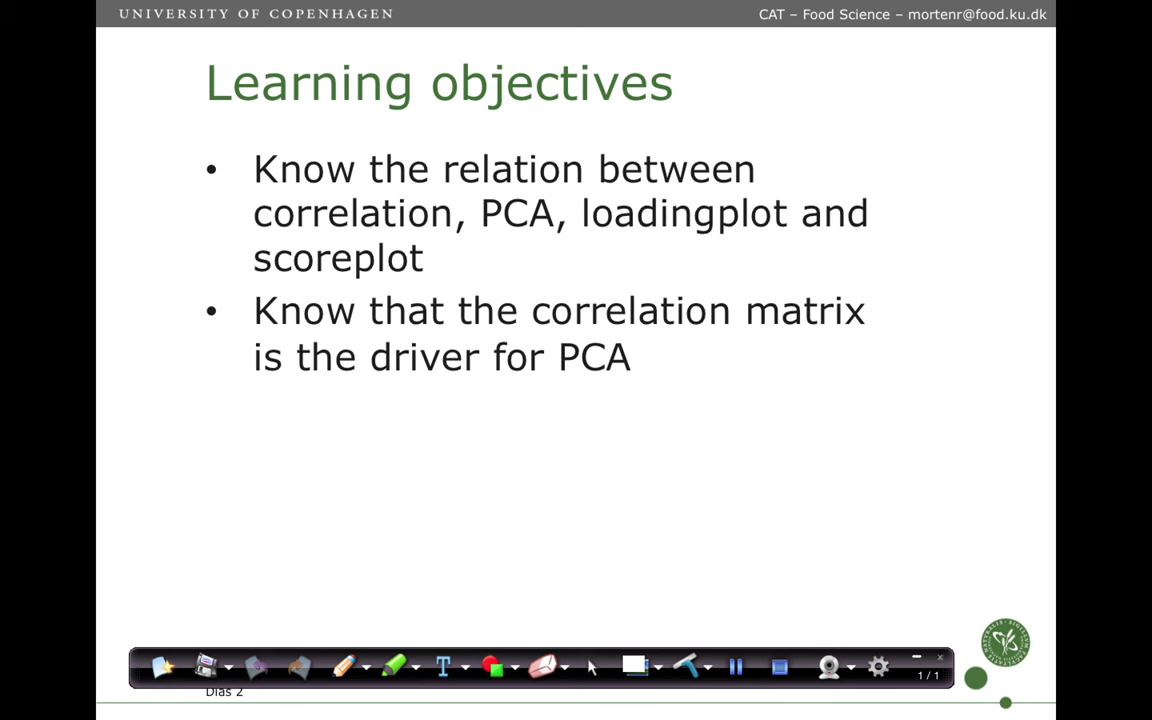 UNIVERSITY OF COPENHAGEN
CAT – Food Science – mortenr@food.ku.dk
Learning objectives
• Know the relation between
correlation, PCA, loadingplot and
scoreplot
• Know that the correlation matrix
is the driver for PCA
T
1 / 1
Dias 2